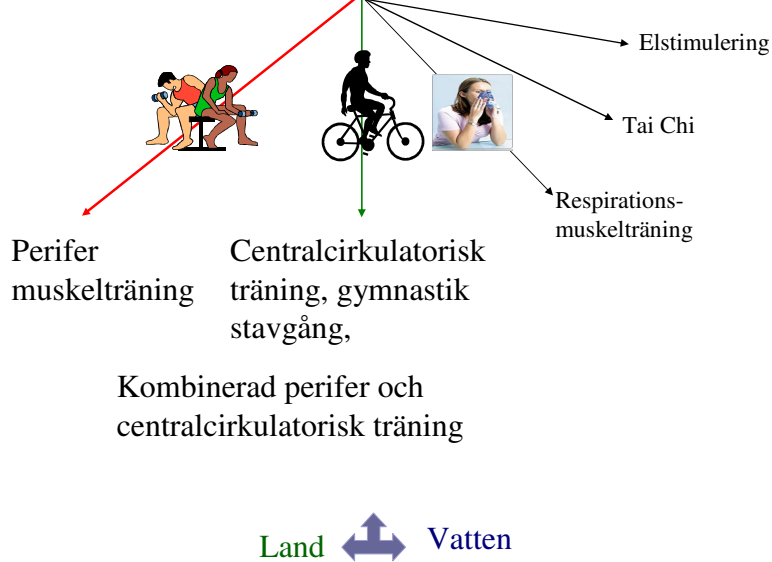 Elstimulering
Tai Chi
Respirations-
muskelträning
Perifer
muskelträning
Centralcirkulatorisk
träning, gymnastik
stavgång,
Kombinerad perifer och
centralcirkulatorisk träning
Land
Vatten